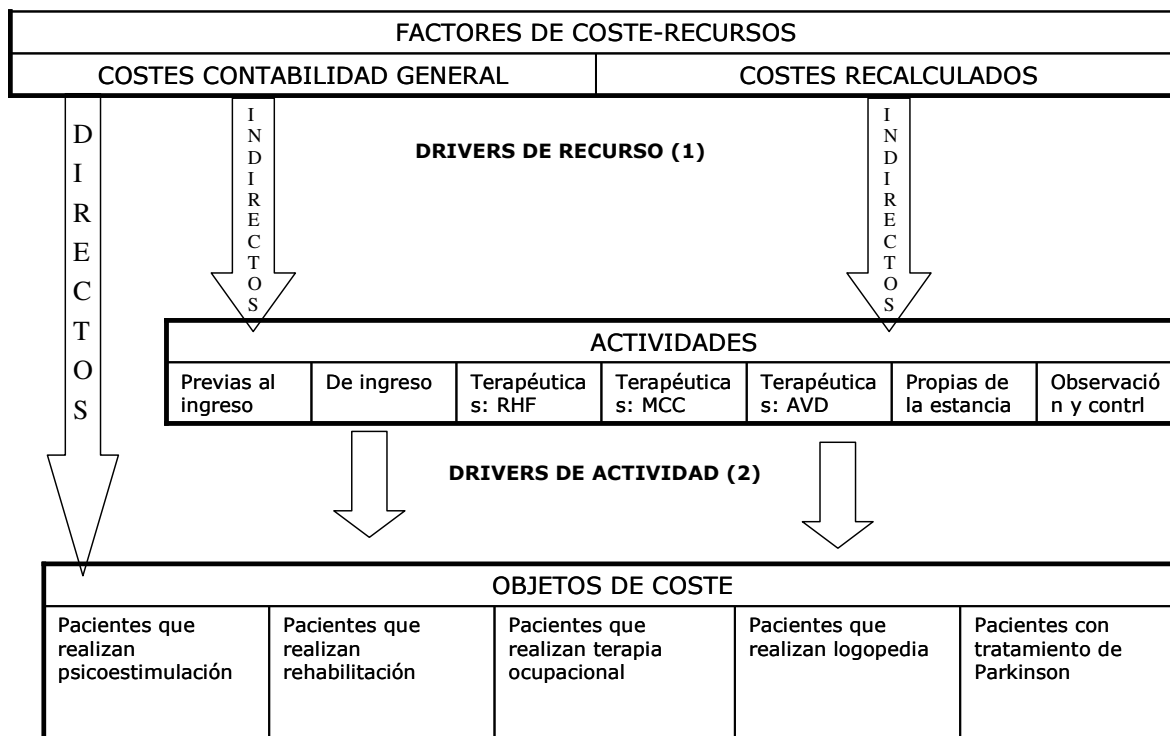 FACTORES DE COSTE-RECURSOS
COSTES CONTABILIDAD GENERAL
COSTES RECALCULADOS
DIRECTOS
INDIRECTOS
DRIVERS DE RECURSO (1)
INDIRECTOS
ACTIVIDADES
Previas al
ingreso
De ingreso
Terapéutica
s: RHF
Terapéutica
s: MCC
Terapéutica
s: AVD
Propias de
la estancia
Observació
n y contrl
DRIVERS DE ACTIVIDAD (2)
OBJETOS DE COSTE
Pacientes que
realizan
psicoestimulación
Pacientes que
realizan
rehabilitación
Pacientes que
realizan terapia
ocupacional
Pacientes que
realizan logopedia
Pacientes con
tratamiento de
Parkinson